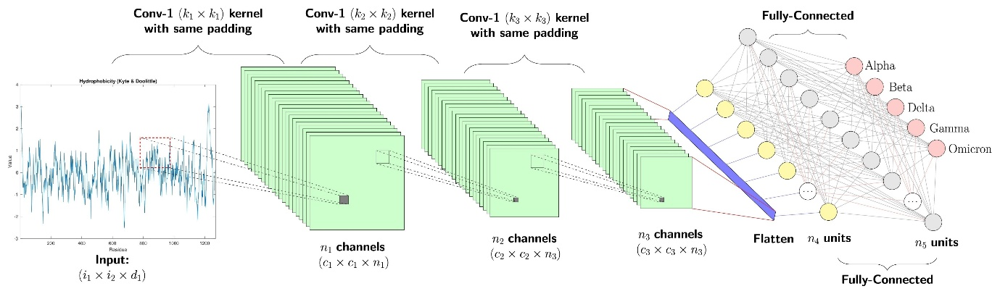 Conv-1 (k₁ × k₁) kernel
with same padding
Conv-1 (k₂ × k₂) kernel
with same padding
Conv-1 (k₃ × k₃) kernel
with same padding
Fully-Connected
Hydrophobicity (Kyte & Doolittle)
4
3
2
1
0
-1
-2
-3
Value
200
400
600
800
1000
1200
Residue
Input:
(i₁ × i₂ × d₁)
n₁ channels
(c₁ × c₁ × n₁)
n₂ channels
(c₂ × c₂ × n₃)
n₃ channels
(c₃ × c₃ × n₃)
Flatten
n₄ units
n₅ units
Fully-Connected
Alpha
Beta
Delta
Gamma
Omicron
...
...